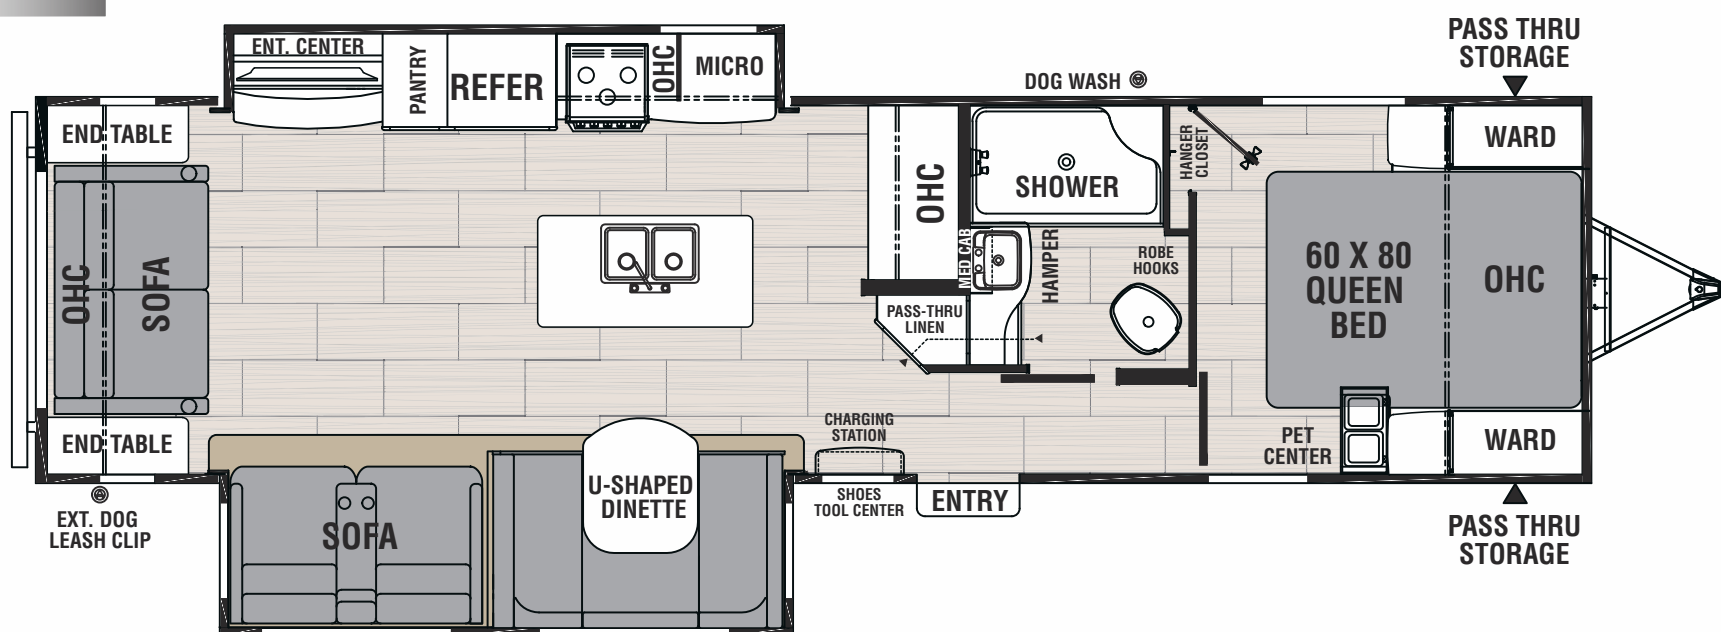 PASS THRU
STORAGE
ENT. CENTER
PANTRY
REFER
OHC
MICRO
DOG WASH
END TABLE
WARD
HANGER
CLOSET
SHOWER
OHC
MED CAB
HAMPER
ROBE
HOOKS
60 X 80
QUEEN
BED
OHC
OHC
SOFA
PASS-THRU
LINEN
CHARGING
STATION
END TABLE
PET
CENTER
WARD
U-SHAPED
DINETTE
SHOES
TOOL CENTER
ENTRY
EXT. DOG
LEASH CLIP
SOFA
PASS THRU
STORAGE